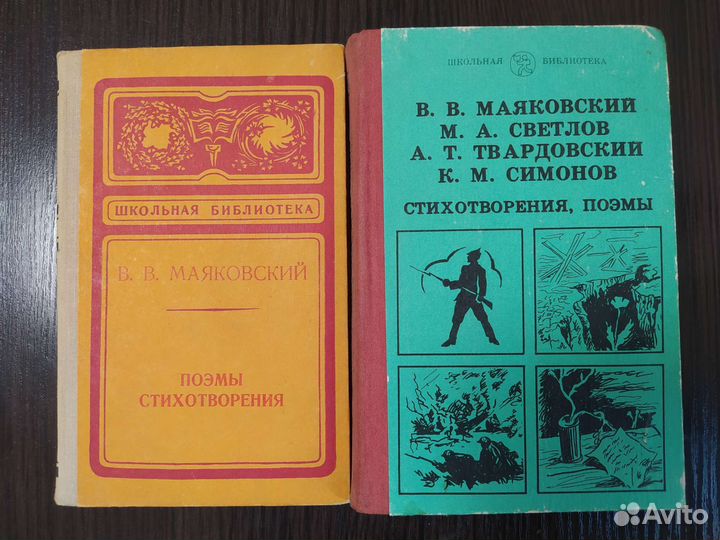 ШКОЛЬНАЯ БИБЛИОТЕКА
В. В. МАЯКОВСКИЙ
ПОЭМЫ
СТИХОТВОРЕНИЯ
ШКОЛЬНАЯ БИБЛИОТЕКА
В. В. МАЯКОВСКИЙ
М. А. СВЕТЛОВ
А. Т. ТВАРДОВСКИЙ
К. М. СИМОНОВ
СТИХОТВОРЕНИЯ, ПОЭМЫ
Avito